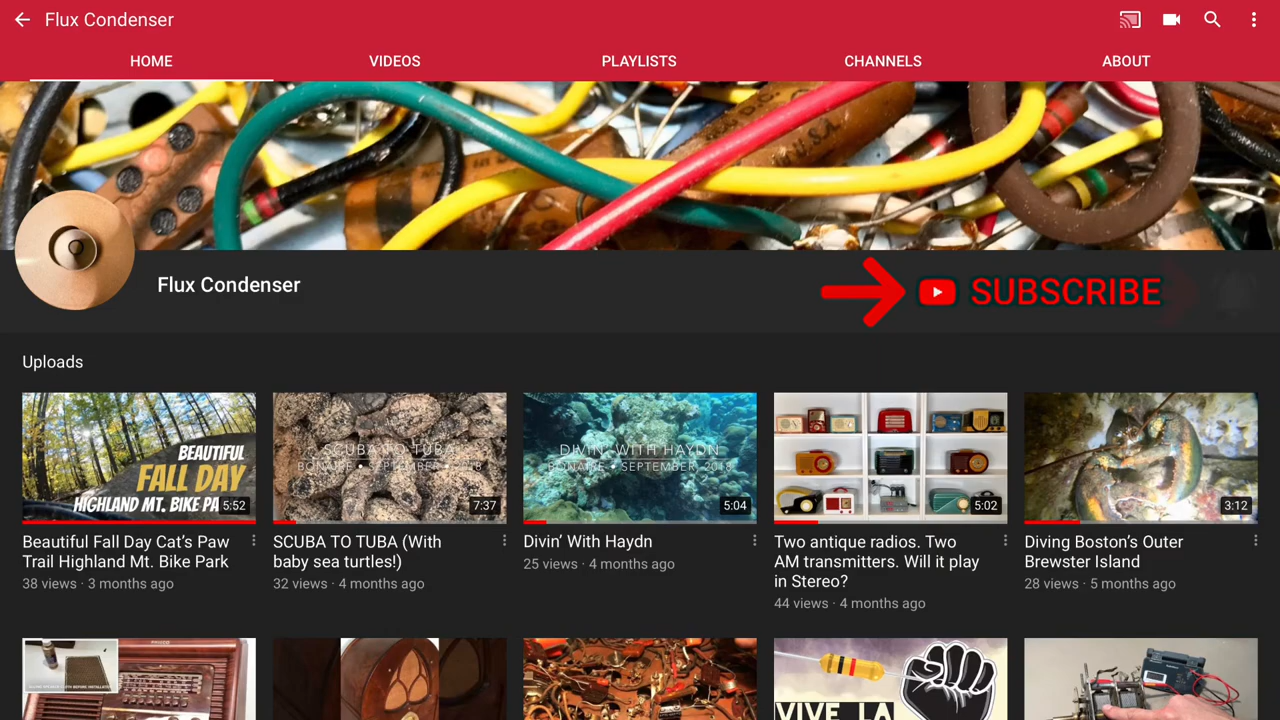 Flux Condenser
HOME
VIDEOS
PLAYLISTS
CHANNELS
ABOUT
U.S.A.
Flux Condenser
SUBSCRIBE
Uploads
BEAUTIFUL
FALL DAY
HIGHLAND MT. BIKE PA
5:52
SCUBA TO TUBA
BONAIRE • SEPTEMBER, 2018
7:37
DIVIN' WITH HAYDN
BONAIRE • SEPTEMBER, 2018
5:04
5:02
3:12
Beautiful Fall Day Cat's Paw
Trail Highland Mt. Bike Park
38 views · 3 months ago
SCUBA TO TUBA (With
baby sea turtles!)
32 views · 4 months ago
Divin' With Haydn
25 views · 4 months ago
Two antique radios. Two
AM transmitters. Will it play
in Stereo?
44 views · 4 months ago
Diving Boston's Outer
Brewster Island
28 views · 5 months ago
VIVE LA